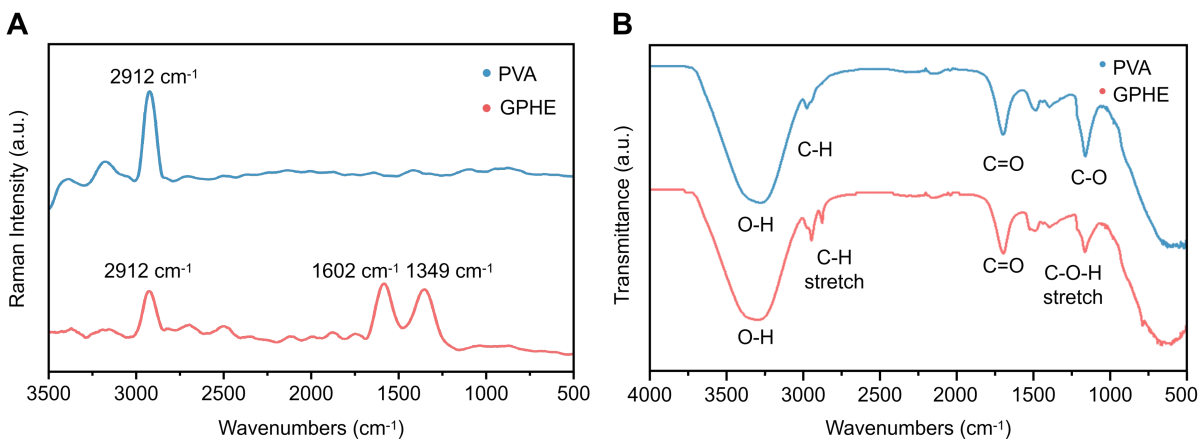 A
2912 cm⁻¹
PVA
GPHE
2912 cm⁻¹
1602 cm⁻¹ 1349 cm⁻¹
Raman Intensity (a.u.)
3500 3000 2500 2000 1500 1000 500
Wavenumbers (cm⁻¹)
B
PVA
GPHE
C-H
C=O
C-O
O-H
C-H
stretch
C=O
C-O-H
stretch
O-H
Transmittance (a.u.)
4000 3500 3000 2500 2000 1500 1000 500
Wavenumbers (cm⁻¹)